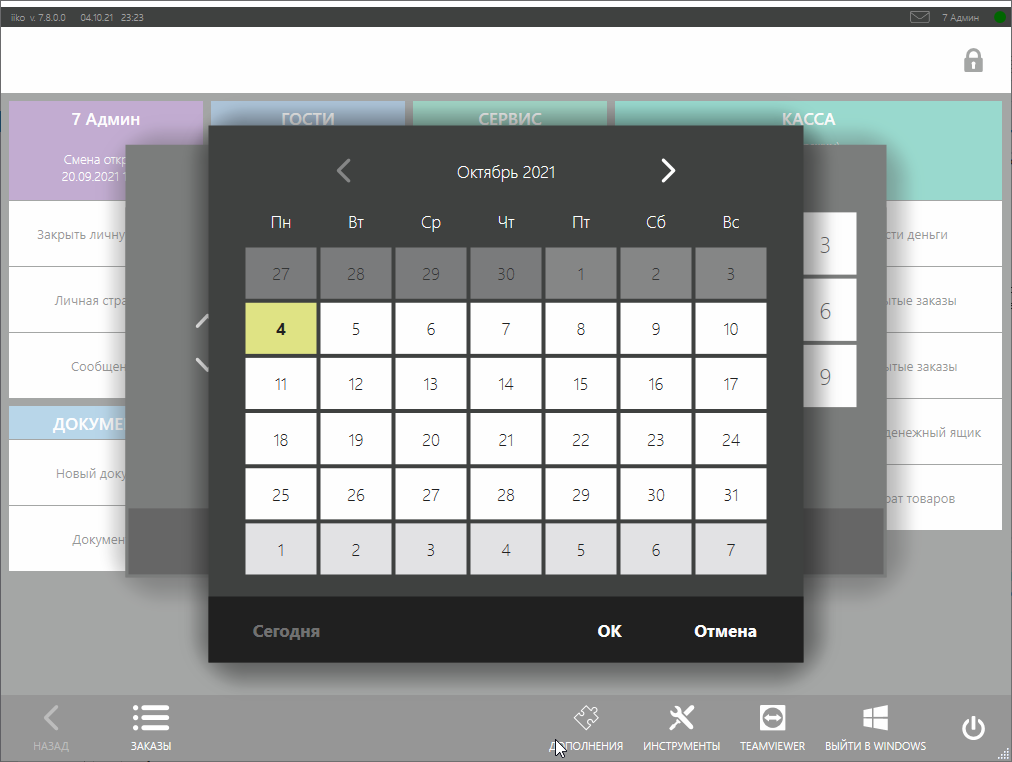 iiko v. 7.8.0.0 04.10.21 23:23 7 Админ
7 Админ ГОСТИ СЕРВИС КАССА
Смена откр
20.09.2021
Закрыть личну
Личная стра
Сообщен
ДОКУМЕ
Новый доку
Докумен
Октябрь 2021
Пн Вт Ср Чт Пт Сб Вс
27 28 29 30 1 2 3
4 5 6 7 8 9 10
11 12 13 14 15 16 17
18 19 20 21 22 23 24
25 26 27 28 29 30 31
1 2 3 4 5 6 7
Сегодня OK Отмена
3
6
9
сти деньги
ытые заказы
ытые заказы
денежный ящик
рат товаров
НАЗАД ЗАКАЗЫ ДОПОЛНЕНИЯ ИНСТРУМЕНТЫ TEAMVIEWER ВЫЙТИ В WINDOWS